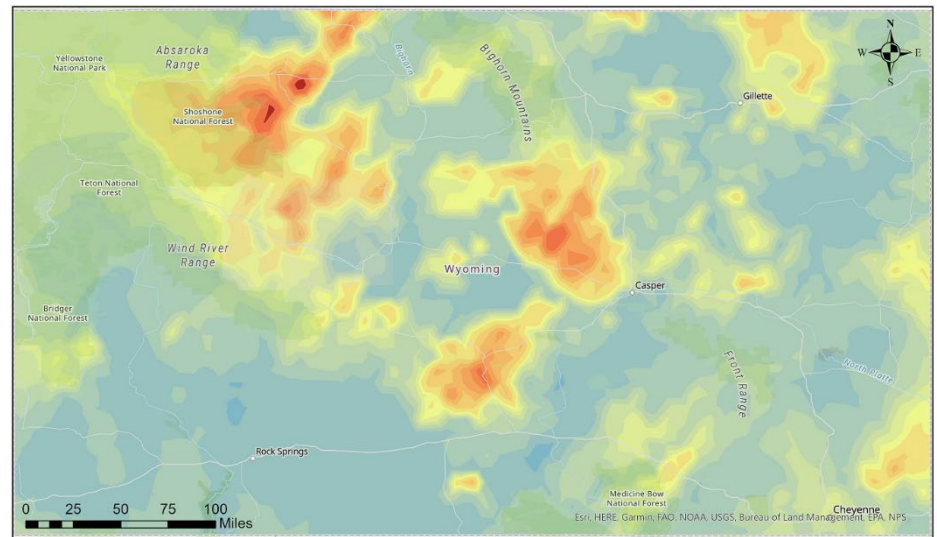 Absaroka
Range
Yellowstone
National Park
Bighorn
Bighorn Mountains
N
W E
S
Gillette
Shoshone
National Forest
Teton National
Forest
Wind River
Range
Wyoming
Casper
Bridger
National Forest
Front Range
North Platte
Rock Springs
Medicine Bow
National Forest
Cheyenne
0 25 50 75 100
Miles
Esri, HERE, Garmin, FAO, NOAA, USGS, Bureau of Land Management, EPA, NPS